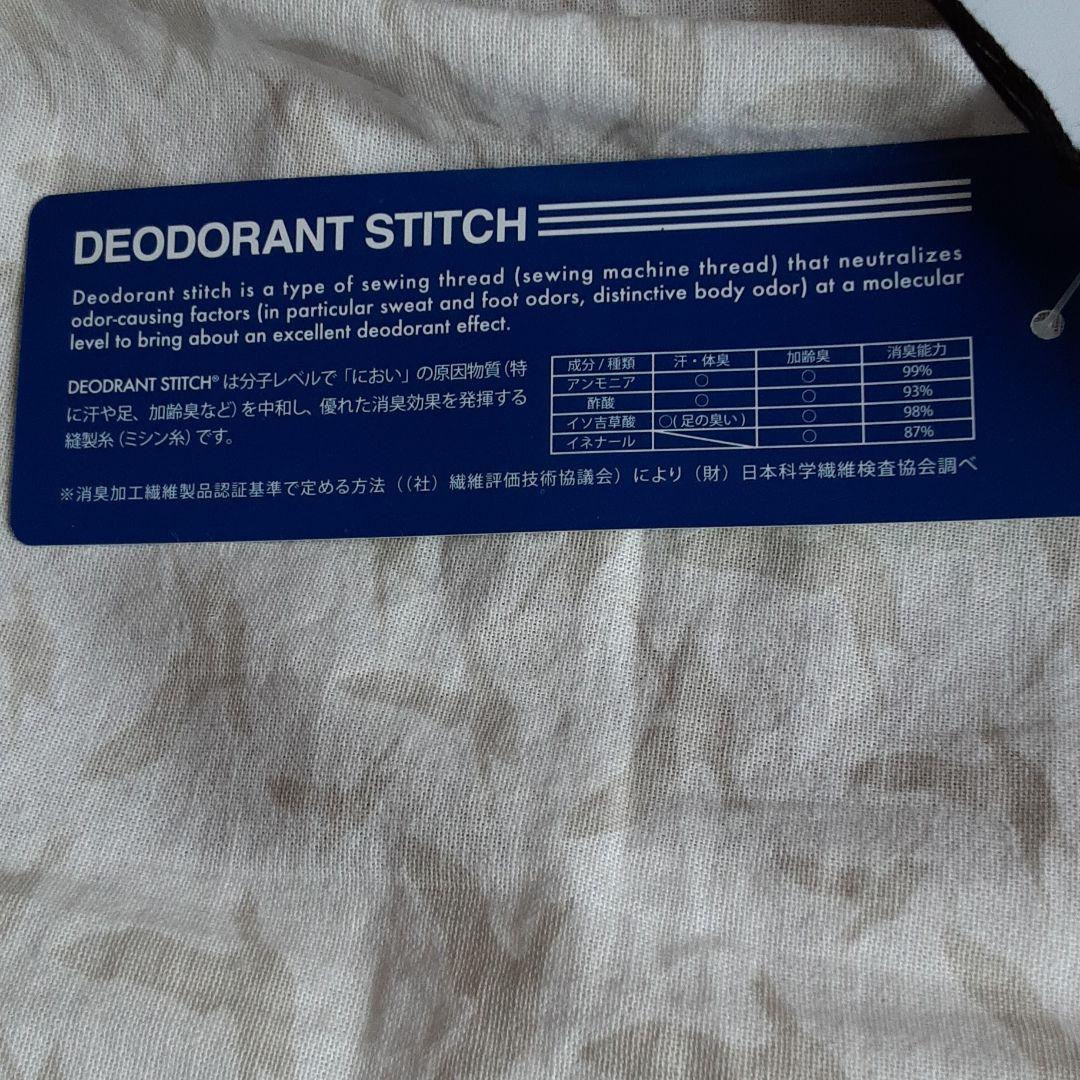 DEODORANT STITCH
Deodorant stitch is a type of sewing thread (sewing machine thread) that neutralizes
odor-causing factors (in particular sweat and foot odors, distinctive body odor) at a molecular
level to bring about an excellent deodorant effect.
DEODRANT STITCH® は分子レベルで「におい」の原因物質(特
に汗や足、加齢臭など)を中和し、優れた消臭効果を発揮する
縫製糸(ミシン糸)です。
成分/種類 汗・体臭 加齢臭 消臭能力
アンモニア ○ ○ 99%
酢酸 ○ ○ 93%
イソ吉草酸 ○(足の臭い) ○ 98%
イネナール ○ 87%
※消臭加工繊維製品認証基準で定める方法((社)繊維評価技術協議会)により(財)日本科学繊維検査協会調べ